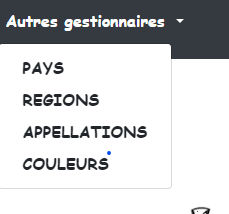 Autres gestionnaires
PAYS
REGIONS
APPELLATIONS
COULEURS